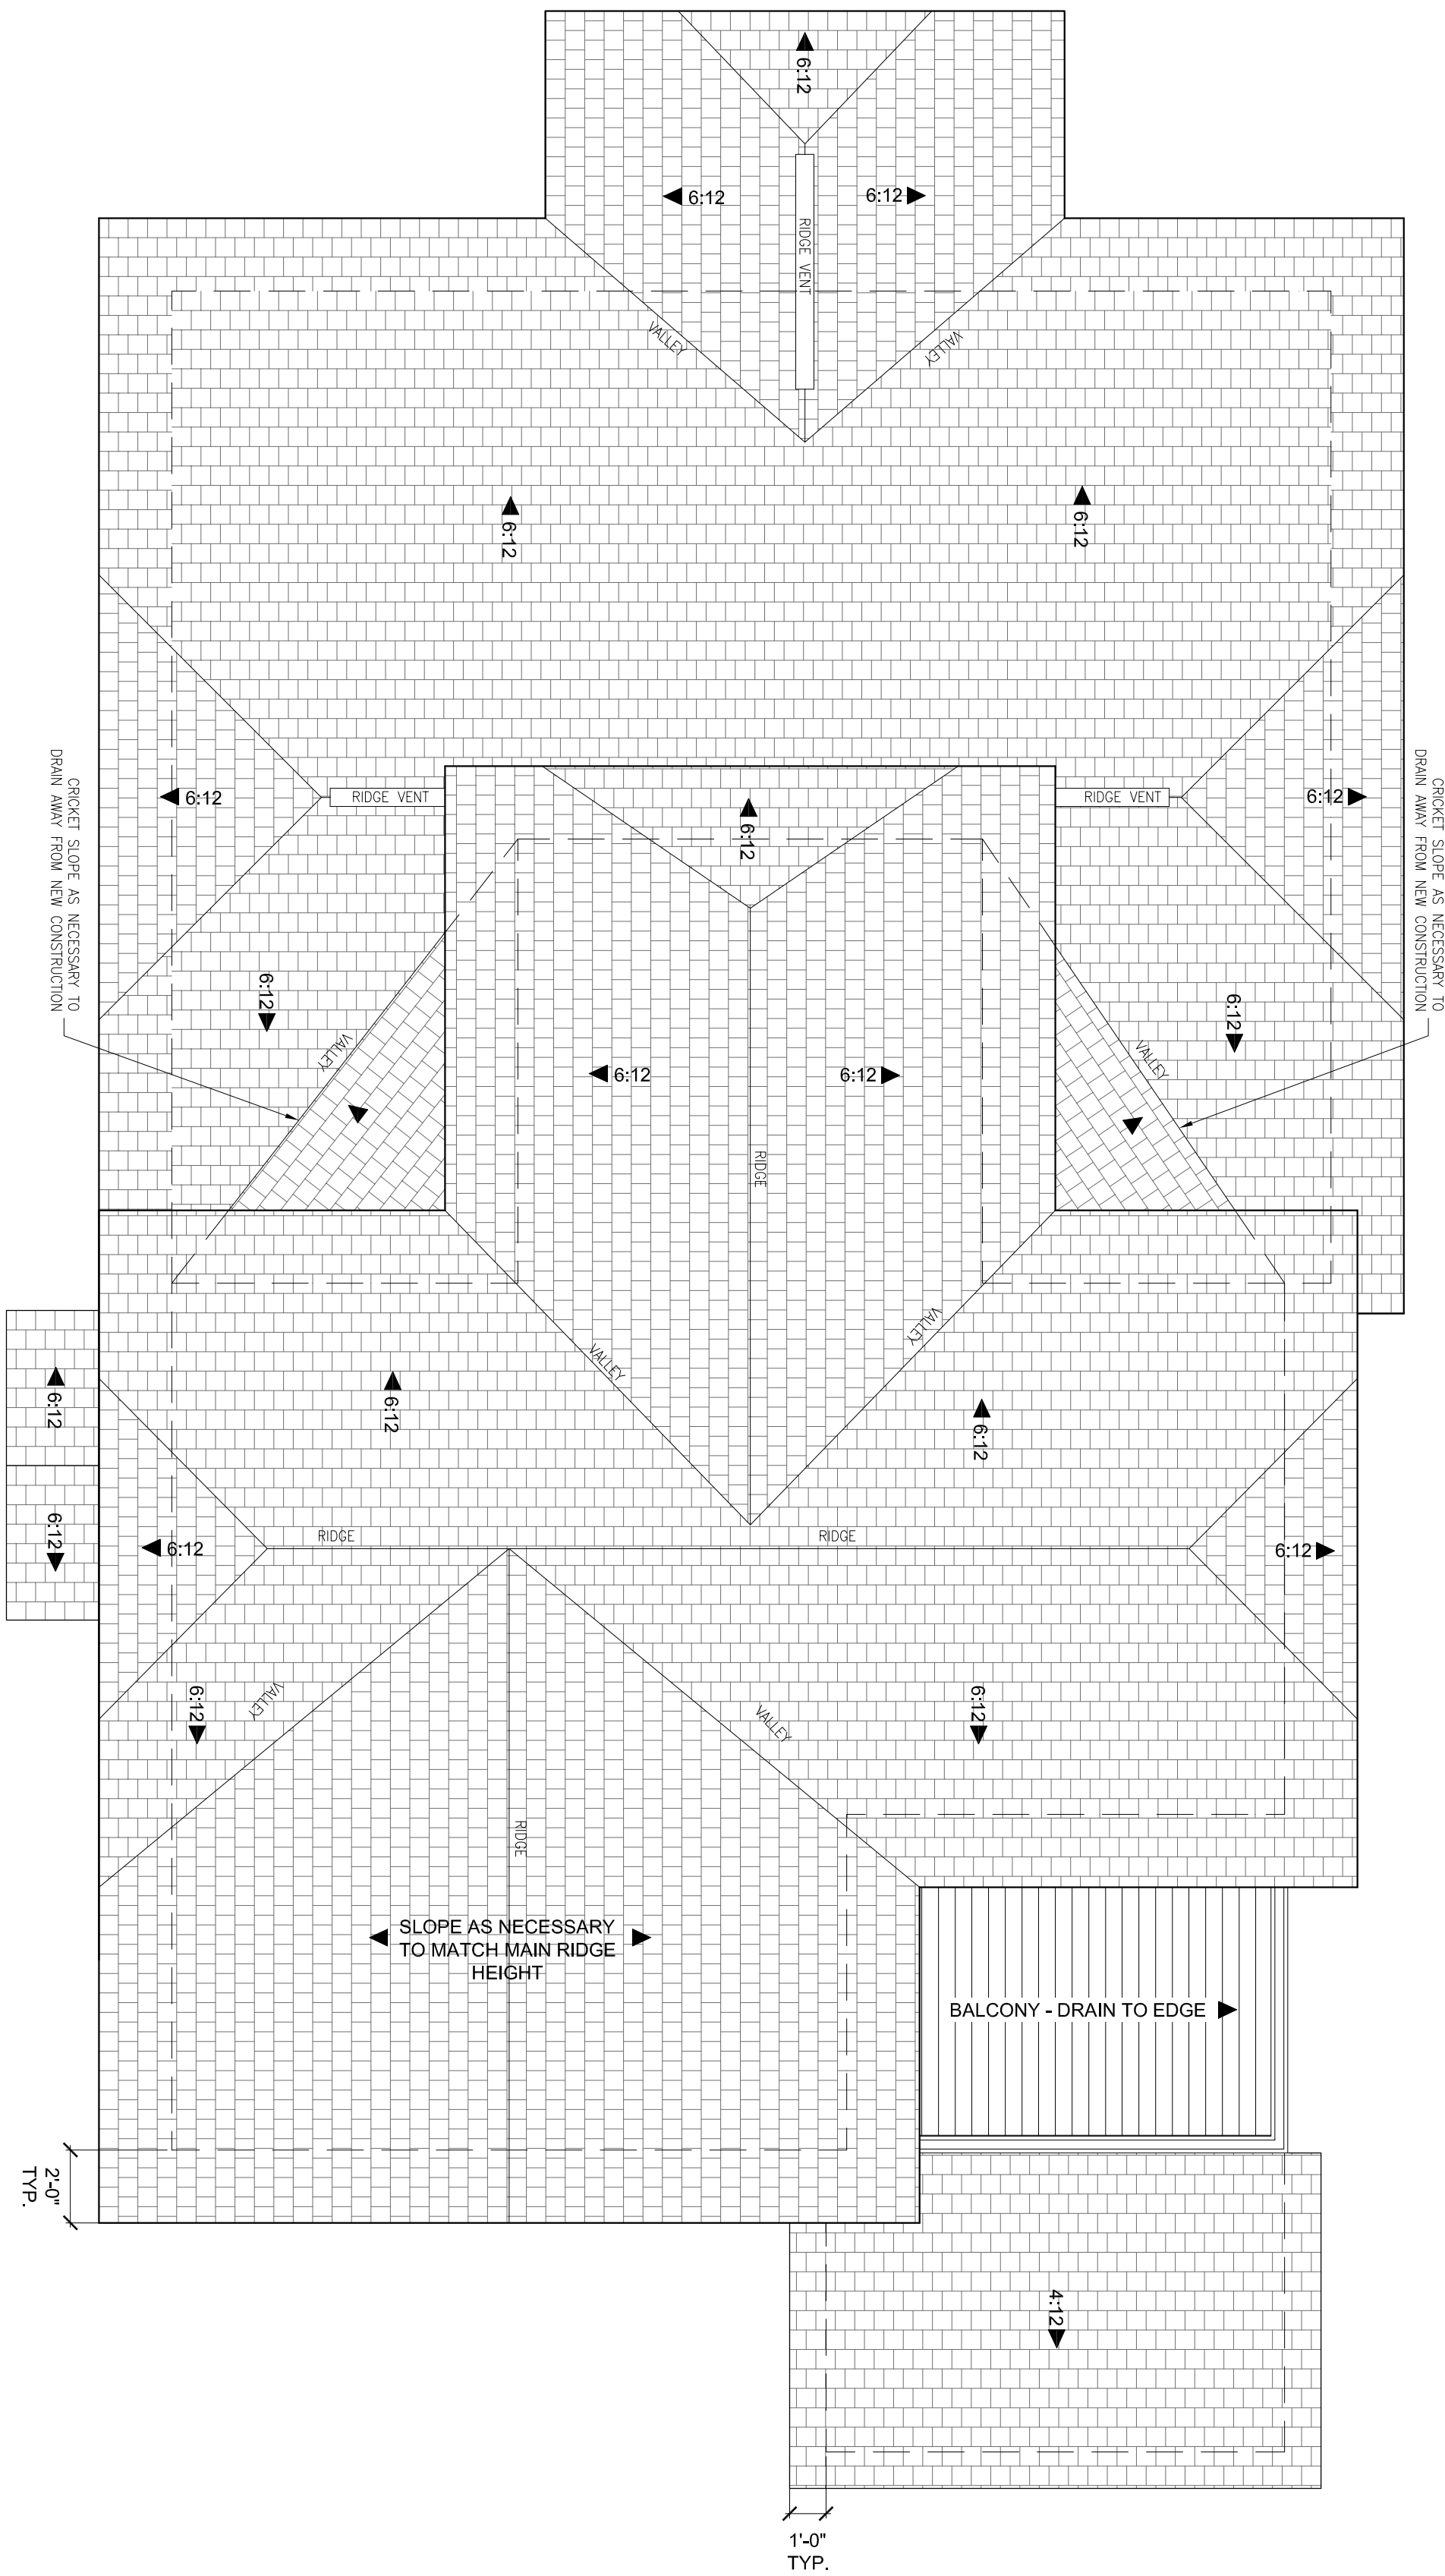 6:12
6:12
6:12
RIDGE VENT
VALLEY
VALLEY
6:12
6:12
6:12
RIDGE VENT
RIDGE VENT
6:12
CRICKET SLOPE AS NECESSARY TO
DRAIN AWAY FROM NEW CONSTRUCTION
CRICKET SLOPE AS NECESSARY TO
DRAIN AWAY FROM NEW CONSTRUCTION
6:12
6:12
6:12
VALLEY
VALLEY
6:12
6:12
RIDGE
VALLEY
VALLEY
6:12
6:12
6:12
6:12
6:12
RIDGE
RIDGE
6:12
6:12
VALLEY
VALLEY
6:12
RIDGE
SLOPE AS NECESSARY
TO MATCH MAIN RIDGE
HEIGHT
BALCONY - DRAIN TO EDGE
2'-0"
TYP.
4:12
1'-0"
TYP.